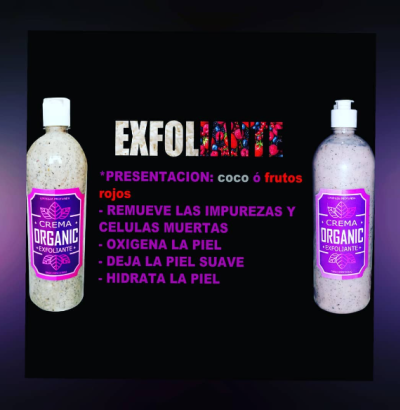 EXFOLIANTE
*PRESENTACION: coco ó frutos
rojos
- REMUEVE LAS IMPUREZAS Y
CELULAS MUERTAS
- OXIGENA LA PIEL
- DEJA LA PIEL SUAVE
- HIDRATA LA PIEL
CREMA
ORGANIC
EXFOLIANTE
CREMA
ORGANIC
EXFOLIANTE